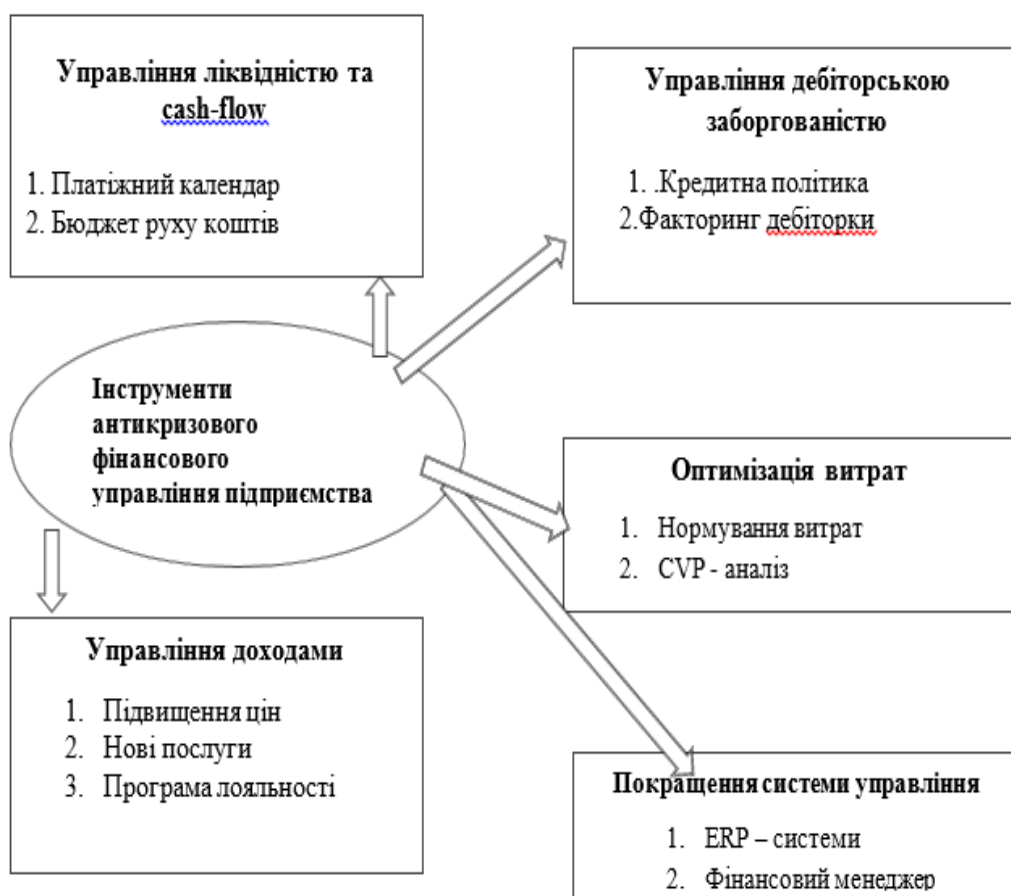 Управління ліквідністю та
cash-flow
1. Платіжний календар
2. Бюджет руху коштів
Управління дебіторською
заборгованістю
1. .Кредитна політика
2.Факторинг дебіторки
Інструменти
антикризового
фінансового
управління підприємства
Оптимізація витрат
1. Нормування витрат
2. CVP - аналіз
Управління доходами
1. Підвищення цін
2. Нові послуги
3. Програма лояльності
Покращення системи управління
1. ERP – системи
2. Фінансовий менеджер